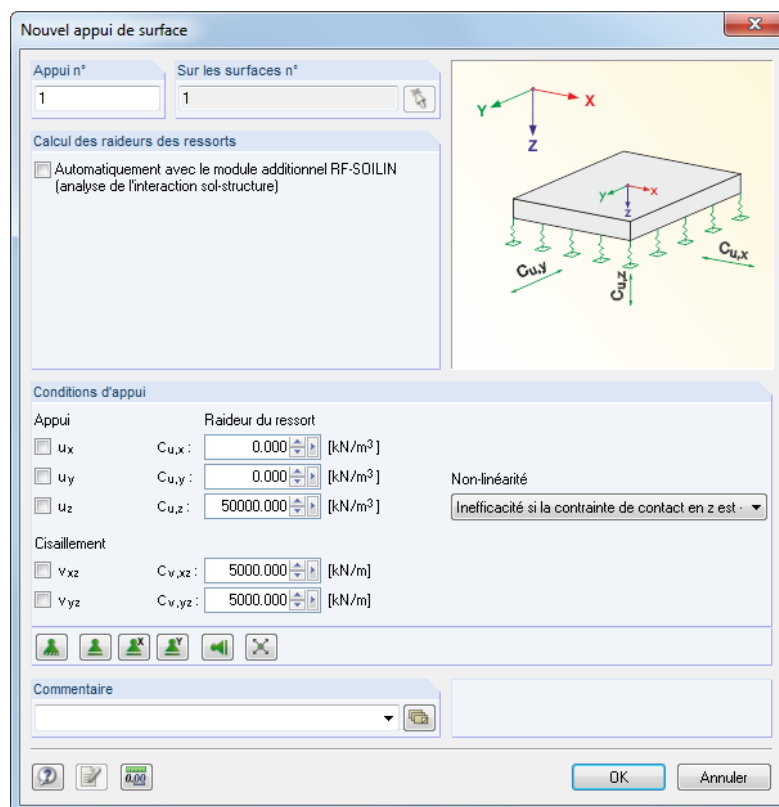 Nouvel appui de surface
Appui n°
Sur les surfaces n°
1
1
Calcul des raideurs des ressorts
Automatiquement avec le module additionnel RF-SOILIN
(analyse de l'interaction sol-structure)
X
Y
Z
x
y
z
Cu,x
Cu,y
Cu,z
Conditions d'appui
Appui
Raideur du ressort
ux
Cu,x :
0.000
[kN/m³]
uy
Cu,y :
0.000
[kN/m³]
Non-linéarité
uz
Cu,z :
50000.000
[kN/m³]
Inefficacité si la contrainte de contact en z est
Cisaillement
vxz
Cv,xz :
5000.000
[kN/m]
vyz
Cv,yz :
5000.000
[kN/m]
X
Y
Commentaire
0.00
OK
Annuler